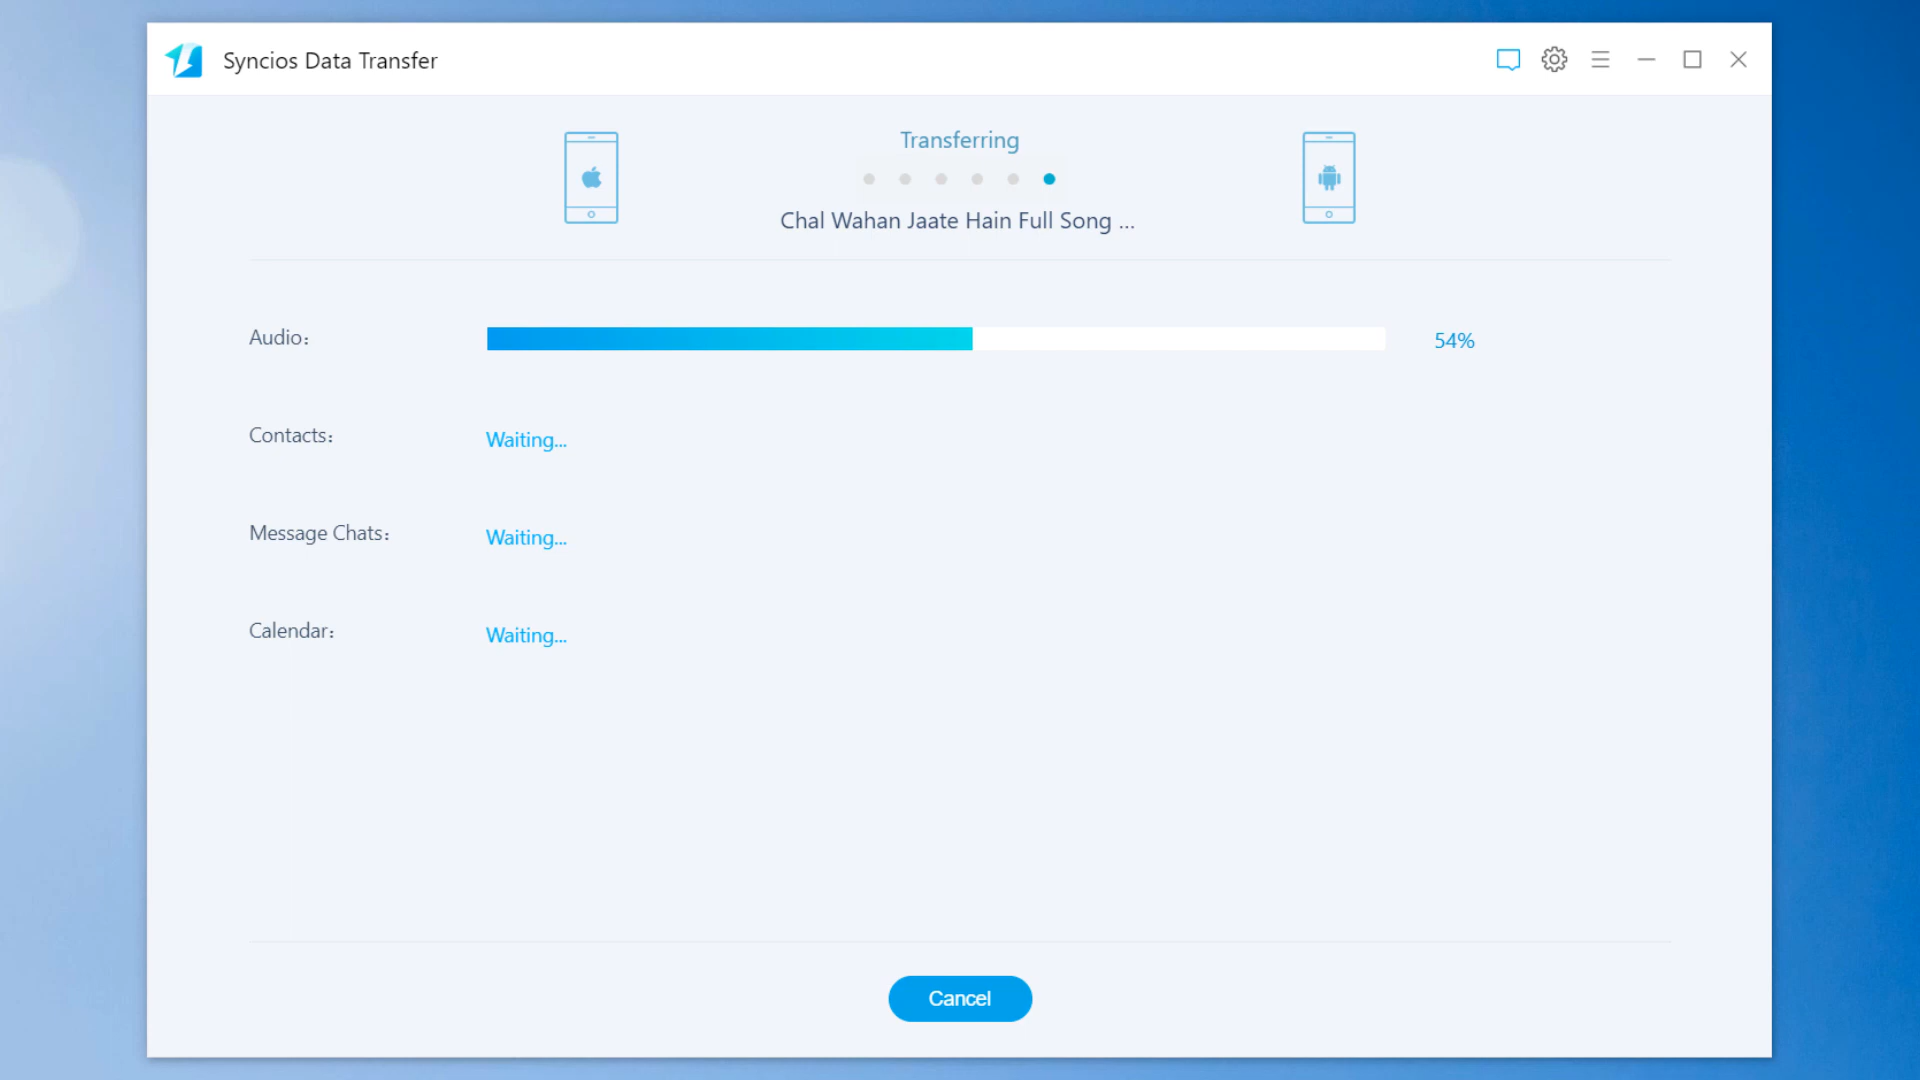 Syncios Data Transfer
Transferring
Chal Wahan Jaate Hain Full Song ...
Audio: 54%
Contacts: Waiting...
Message Chats: Waiting...
Calendar: Waiting...
Cancel